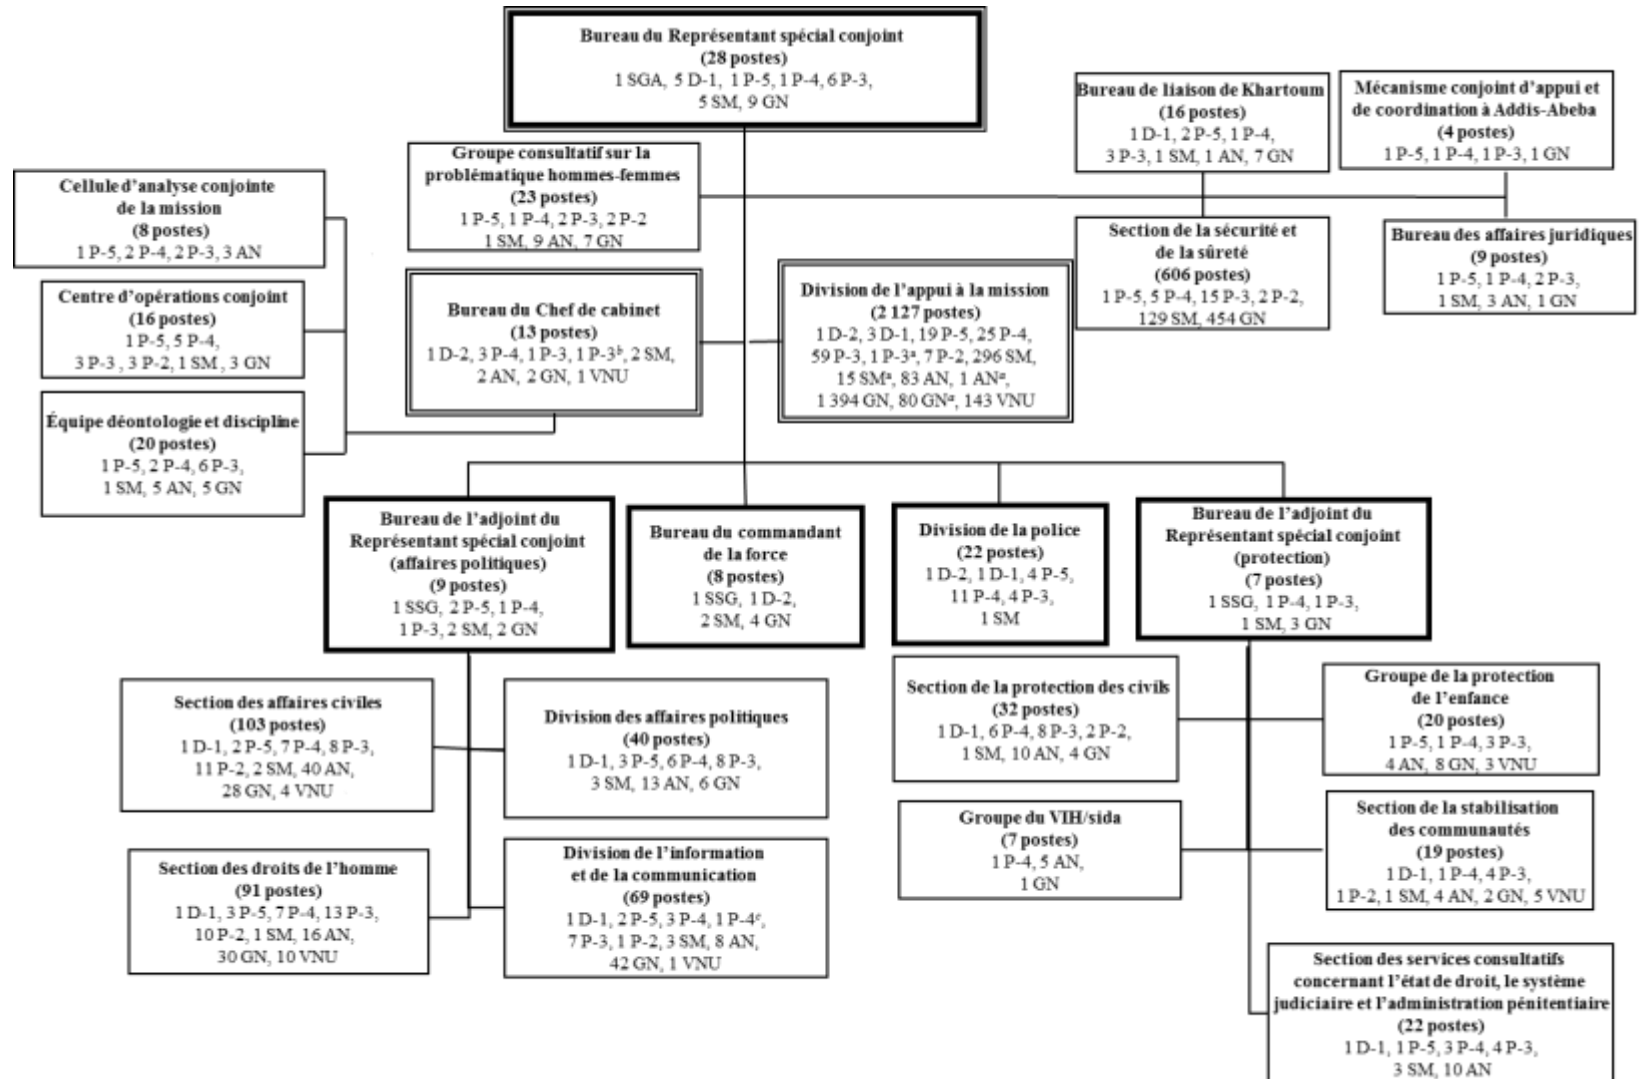 Bureau du Représentant spécial conjoint
(28 postes)
1 SGA, 5 D-1, 1 P-5, 1 P-4, 6 P-3,
5 SM, 9 GN
Bureau de liaison de Khartoum
(16 postes)
1 D-1, 2 P-5, 1 P-4,
3 P-3, 1 SM, 1 AN, 7 GN
Mécanisme conjoint d’appui et
de coordination à Addis-Abeba
(4 postes)
1 P-5, 1 P-4, 1 P-3, 1 GN
Groupe consultatif sur la
problématique hommes-femmes
(23 postes)
1 P-5, 1 P-4, 2 P-3, 2 P-2
1 SM, 9 AN, 7 GN
Cellule d’analyse conjointe
de la mission
(8 postes)
1 P-5, 2 P-4, 2 P-3, 3 AN
Section de la sécurité et
de la sûreté
(606 postes)
1 P-5, 5 P-4, 15 P-3, 2 P-2,
129 SM, 454 GN
Bureau des affaires juridiques
(9 postes)
1 P-5, 1 P-4, 2 P-3,
1 SM, 3 AN, 1 GN
Centre d’opérations conjoint
(16 postes)
1 P-5, 5 P-4,
3 P-3, 3 P-2, 1 SM, 3 GN
Bureau du Chef de cabinet
(13 postes)
1 D-2, 3 P-4, 1 P-3, 1 P-3ᵇ, 2 SM,
2 AN, 2 GN, 1 VNU
Division de l’appui à la mission
(2 127 postes)
1 D-2, 3 D-1, 19 P-5, 25 P-4,
59 P-3, 1 P-3ᵃ, 7 P-2, 296 SM,
15 SMᵃ, 83 AN, 1 ANᵃ,
1 394 GN, 80 GNᵃ, 143 VNU
Équipe déontologie et discipline
(20 postes)
1 P-5, 2 P-4, 6 P-3,
1 SM, 5 AN, 5 GN
Bureau de l’adjoint du
Représentant spécial conjoint
(affaires politiques)
(9 postes)
1 SSG, 2 P-5, 1 P-4,
1 P-3, 2 SM, 2 GN
Bureau du commandant
de la force
(8 postes)
1 SSG, 1 D-2,
2 SM, 4 GN
Division de la police
(22 postes)
1 D-2, 1 D-1, 4 P-5,
11 P-4, 4 P-3,
1 SM
Bureau de l’adjoint du
Représentant spécial conjoint
(protection)
(7 postes)
1 SSG, 1 P-4, 1 P-3,
1 SM, 3 GN
Section des affaires civiles
(103 postes)
1 D-1, 2 P-5, 7 P-4, 8 P-3,
11 P-2, 2 SM, 40 AN,
28 GN, 4 VNU
Division des affaires politiques
(40 postes)
1 D-1, 3 P-5, 6 P-4, 8 P-3,
3 SM, 13 AN, 6 GN
Section de la protection des civils
(32 postes)
1 D-1, 6 P-4, 8 P-3, 2 P-2,
1 SM, 10 AN, 4 GN
Groupe de la protection
de l’enfance
(20 postes)
1 P-5, 1 P-4, 3 P-3,
4 AN, 8 GN, 3 VNU
Section des droits de l’homme
(91 postes)
1 D-1, 3 P-5, 7 P-4, 13 P-3,
10 P-2, 1 SM, 16 AN,
30 GN, 10 VNU
Division de l’information
et de la communication
(69 postes)
1 D-1, 2 P-5, 3 P-4, 1 P-4ᶜ,
7 P-3, 1 P-2, 3 SM, 8 AN,
42 GN, 1 VNU
Groupe du VIH/sida
(7 postes)
1 P-4, 5 AN,
1 GN
Section de la stabilisation
des communautés
(19 postes)
1 D-1, 1 P-4, 4 P-3,
1 P-2, 1 SM, 4 AN, 2 GN, 5 VNU
Section des services consultatifs
concernant l’état de droit, le système
judiciaire et l’administration pénitentiaire
(22 postes)
1 D-1, 1 P-5, 3 P-4, 4 P-3,
3 SM, 10 AN